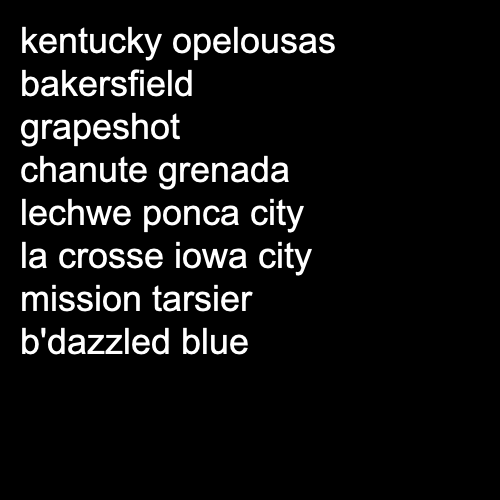 kentucky opelousas
bakersfield
grapeshot
chanute grenada
lechwe ponca city
la crosse iowa city
mission tarsier
b'dazzled blue